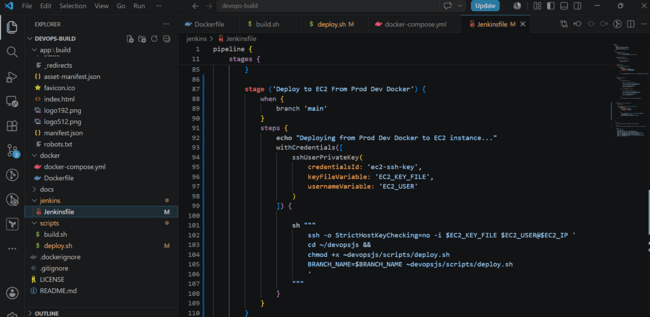 File Edit Selection View Go Run
devops-build
Update
EXPLORER
DEVOPS-BUILD
app\build
_redirects
asset-manifest.json
favicon.ico
index.html
logo192.png
logo512.png
manifest.json
robots.txt
docker
docker-compose.yml
Dockerfile
docs
jenkins
Jenkinsfile
scripts
build.sh
deploy.sh M
.dockerignore
.gitignore
LICENSE
README.md
OUTLINE
Dockerfile build.sh deploy.sh M docker-compose.yml Jenkinsfile M
jenkins > Jenkinsfile
1 pipeline {
11 stages {
85 }
86
87 stage ('Deploy to EC2 From Prod Dev Docker') {
88 when {
89 branch 'main'
90 }
91 steps {
92 echo "Deploying from Prod Dev Docker to EC2 instance..."
93 withCredentials([
94 sshUserPrivateKey(
95 credentialsId: 'ec2-ssh-key',
96 keyFileVariable: 'EC2_KEY_FILE',
97 usernameVariable: 'EC2_USER'
98 )
99 ]) {
100
101 sh """
102 ssh -o StrictHostKeyChecking=no -i $EC2_KEY_FILE $EC2_USER@$EC2_IP '
103 cd ~/devopsjs &&
104 chmod +x ~devopsjs/scripts/deploy.sh
105 BRANCH_NAME=$BRANCH_NAME ~devopsjs/scripts/deploy.sh
106 '
107 """
108 }
109 }
110 }